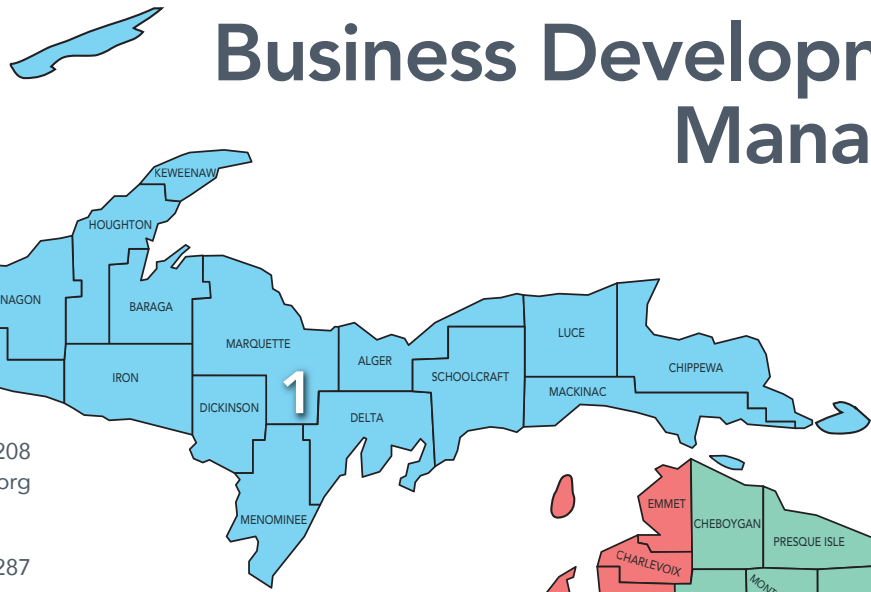 Business Developm
Mana
KEWEENAW
HOUGHTON
NAGON
BARAGA
MARQUETTE
LUCE
ALGER
CHIPPEWA
IRON
SCHOOLCRAFT
MACKINAC
1
DICKINSON
DELTA
208
org
EMMET
MENOMINEE
CHEBOYGAN
PRESQUE ISLE
CHARLEVOIX
287
MONT